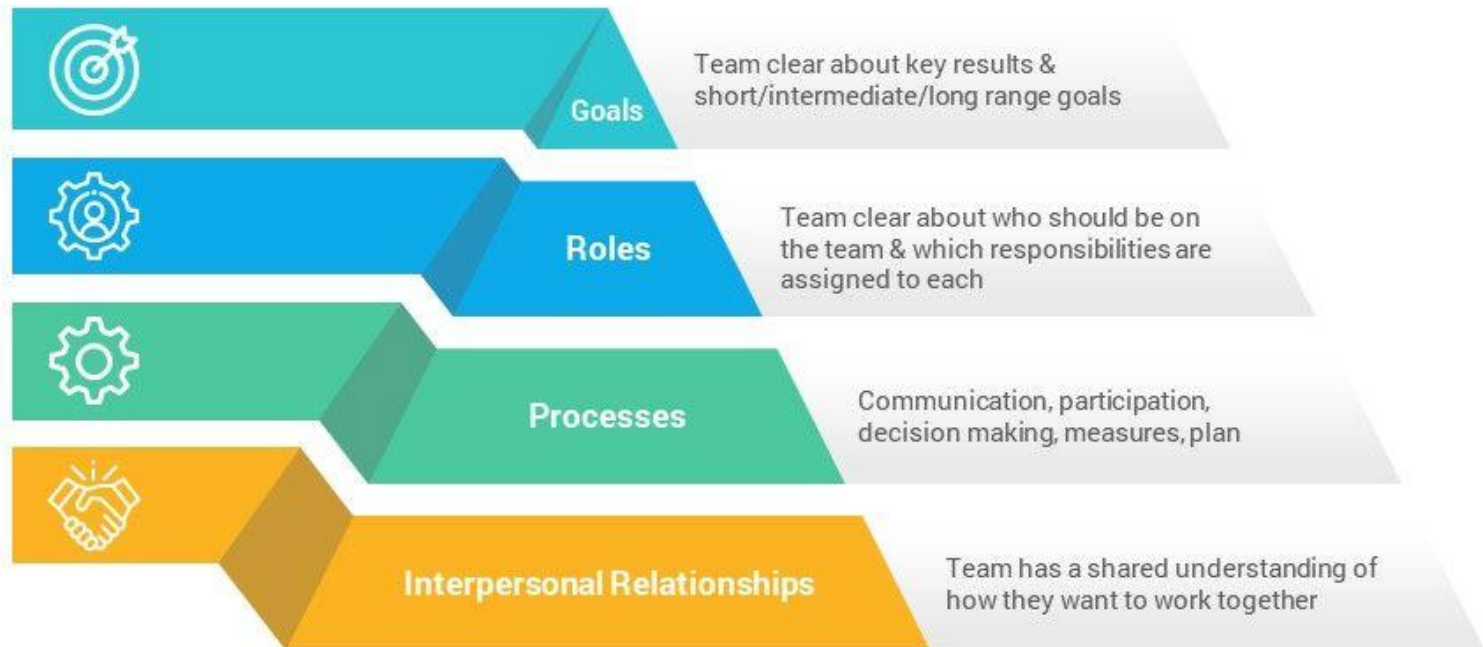 Goals
Team clear about key results &
short/intermediate/long range goals
Roles
Team clear about who should be on
the team & which responsibilities are
assigned to each
Processes
Communication, participation,
decision making, measures, plan
Interpersonal Relationships
Team has a shared understanding of
how they want to work together